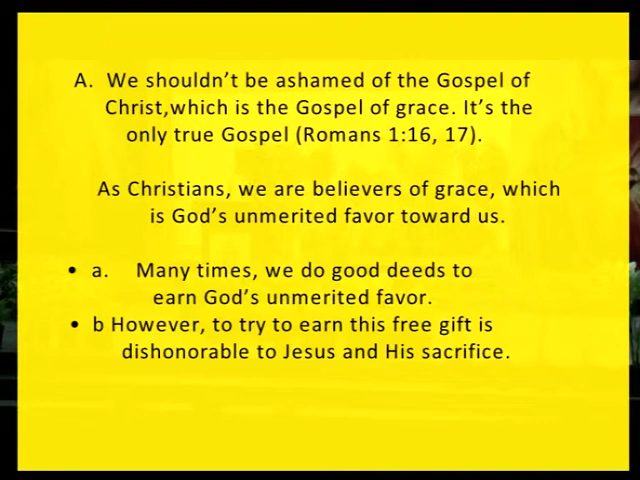 A. We shouldn't be ashamed of the Gospel of
Christ,which is the Gospel of grace. It's the
only true Gospel (Romans 1:16, 17).
As Christians, we are believers of grace, which
is God's unmerited favor toward us.
• a. Many times, we do good deeds to
earn God's unmerited favor.
• b However, to try to earn this free gift is
dishonorable to Jesus and His sacrifice.